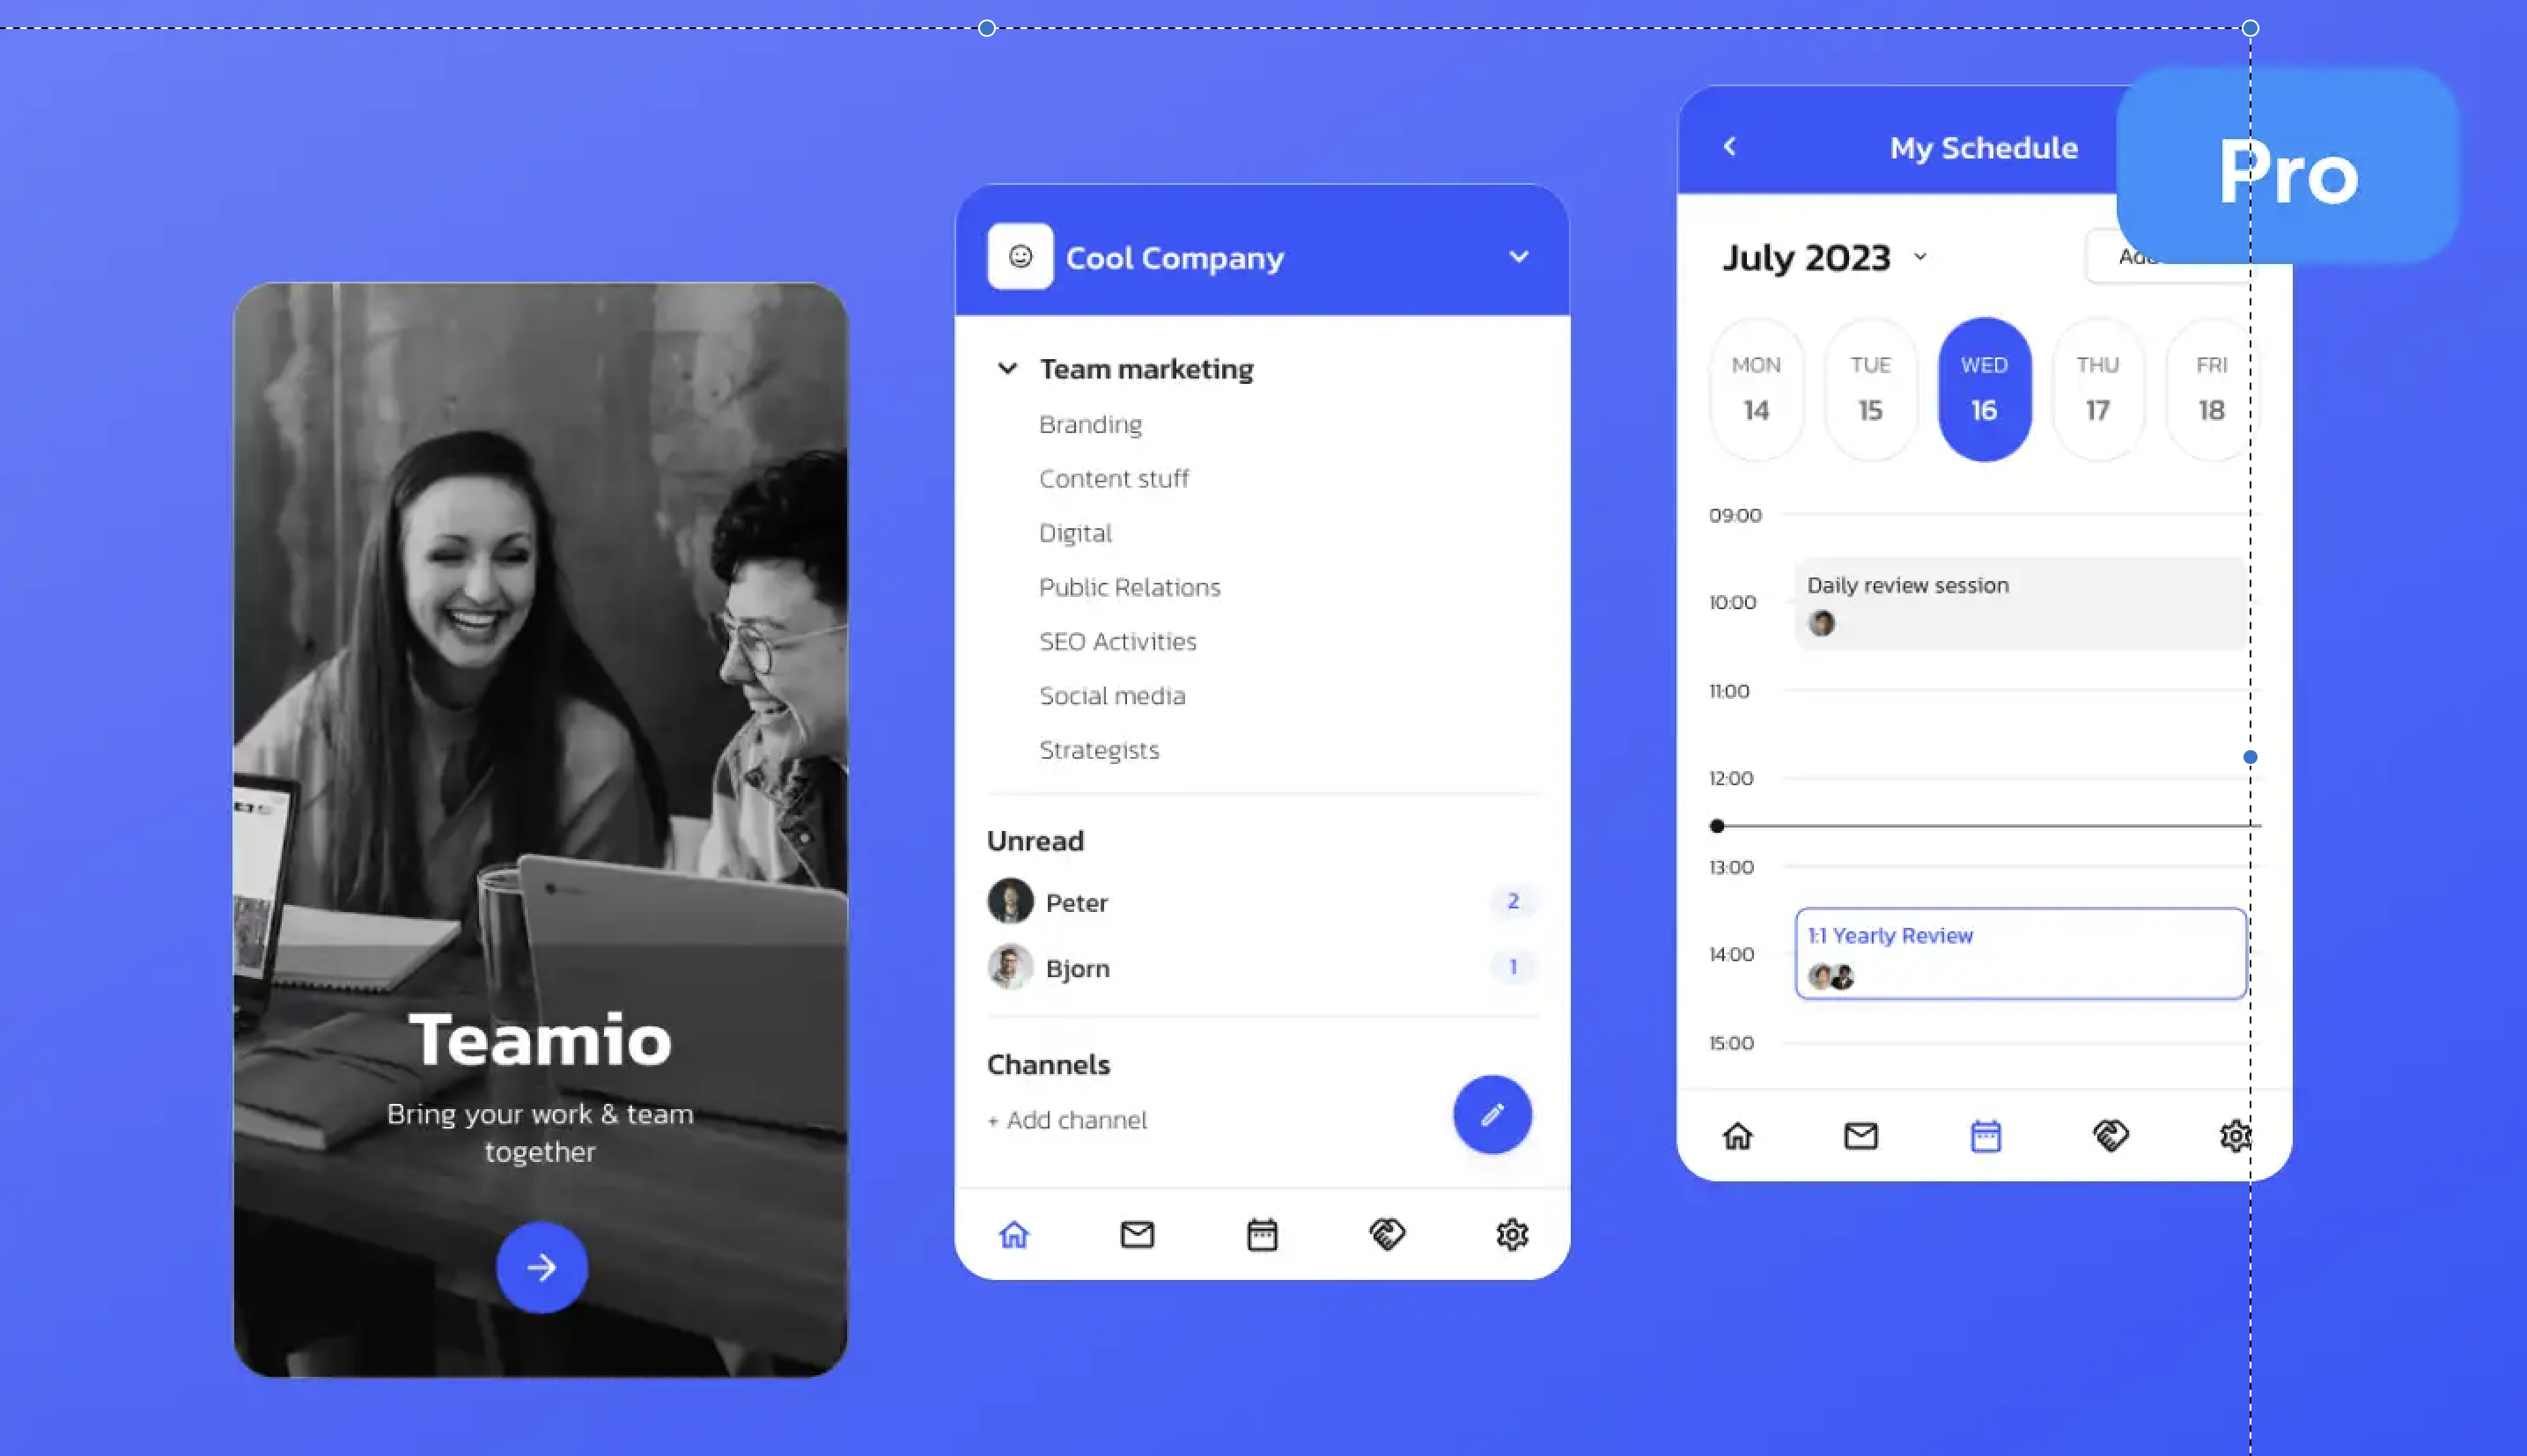 Teamio
Bring your work & team
together
Cool Company
Team marketing
Branding
Content stuff
Digital
Public Relations
SEO Activities
Social media
Strategists
Unread
Peter
2
Bjorn
1
Channels
+ Add channel
My Schedule
Pro
July 2023
MON
14
TUE
15
WED
16
THU
17
FRI
18
09:00
Daily review session
10:00
11:00
12:00
13:00
1:1 Yearly Review
14:00
15:00